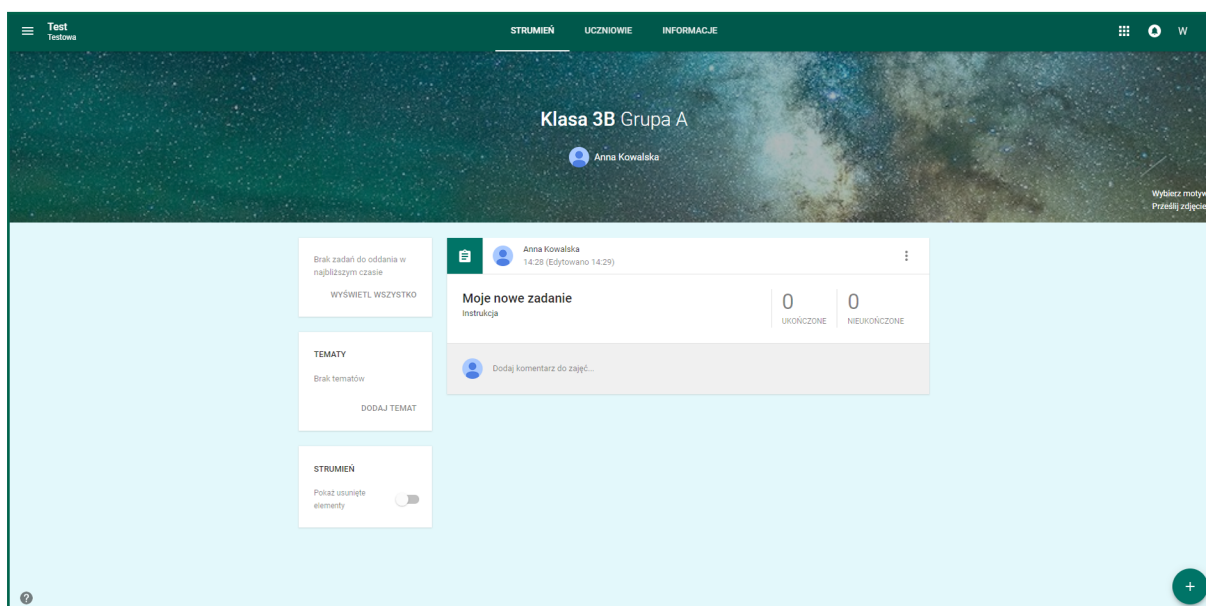 Test
Testowa
STRUMIEŃ UCZNIOWIE INFORMACJE
W
Klasa 3B Grupa A
Anna Kowalska
Wybierz motyw
Prześlij zdjęcie
Brak zadań do oddania w
najbliższym czasie
WYŚWIETL WSZYSTKO
TEMATY
Brak tematów
DODAJ TEMAT
STRUMIEŃ
Pokaż usunięte
elementy
Anna Kowalska
14:28 (Edytowano 14:29)
Moje nowe zadanie
Instrukcja
0 0
UKOŃCZONE NIEUKOŃCZONE
Dodaj komentarz do zajęć...